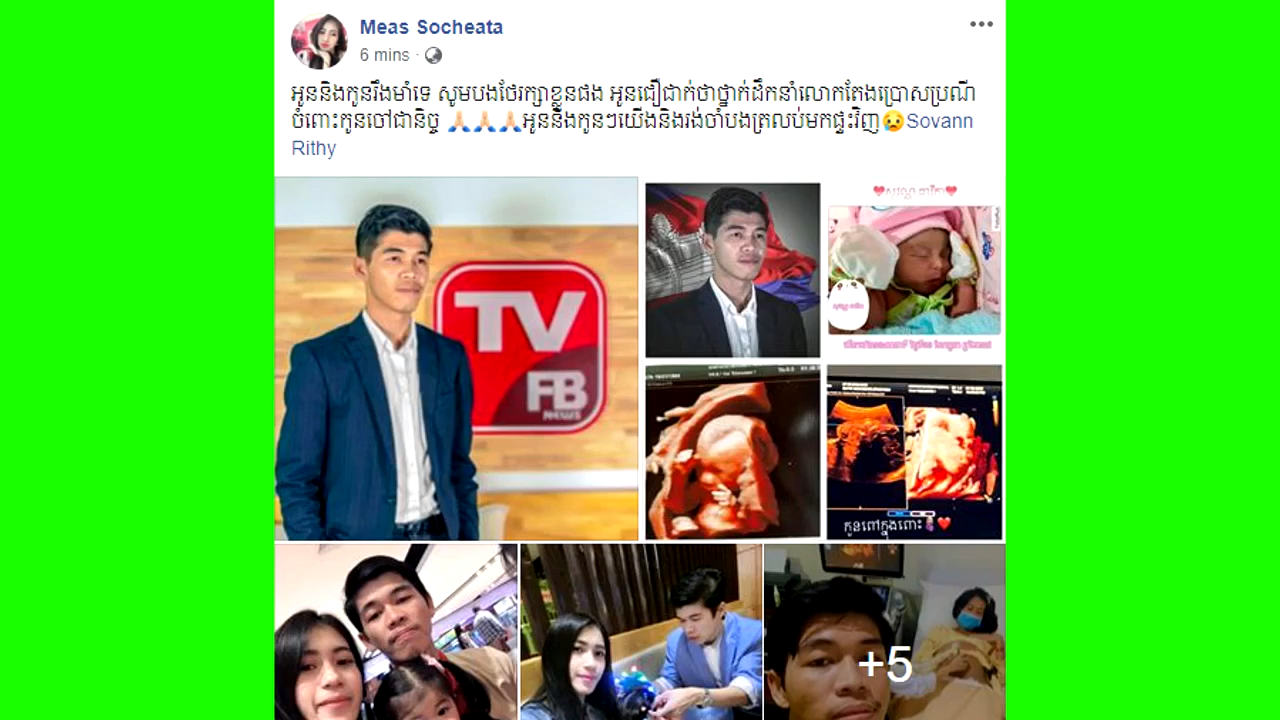 Meas Socheata
6 mins ·
អូននិងកូនរឹងមាំទេ សូមបងថែរក្សាខ្លួនផង អូនជឿជាក់ថាថ្នាក់ដឹកនាំលោកតែងប្រោសប្រណី
ចំពោះកូនចៅជានិច្ច 🙏🏻🙏🏻🙏🏻អូននិងកូនៗយើងនិងរង់ចាំបងត្រលប់មកផ្ទះវិញ😥Sovann
Rithy
TV
FB
News
កូនពៅក្នុងពោះ
+5